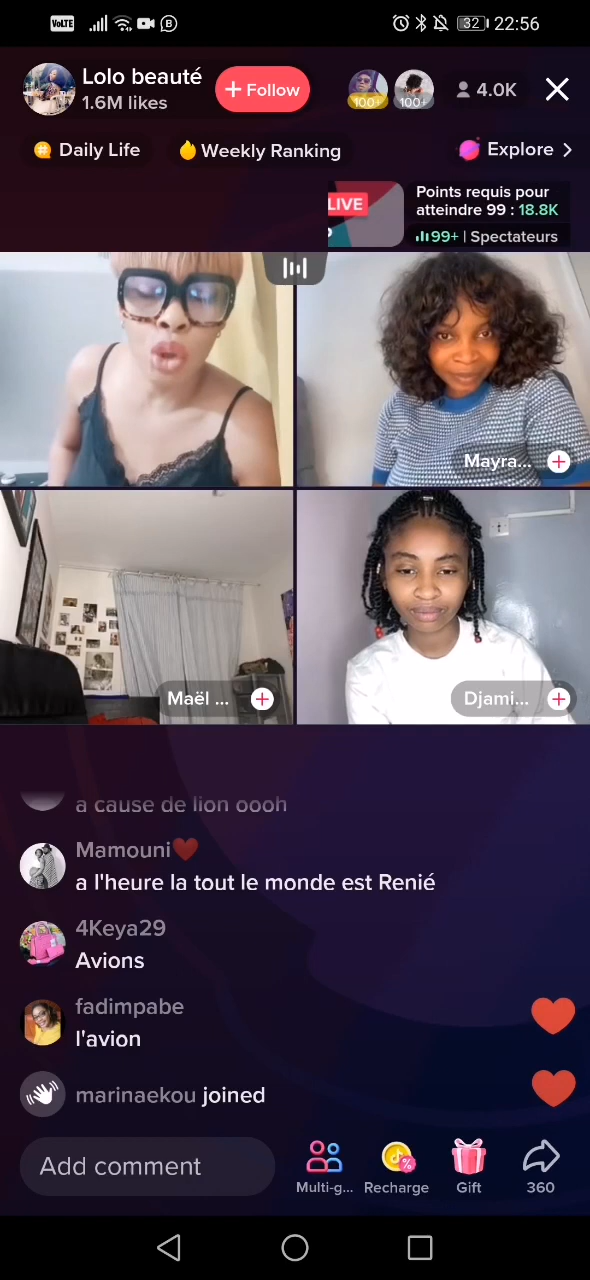 VoLTE
32
22:56
Lolo beauté
1.6M likes
+ Follow
100+
100+
4.0K
Daily Life
Weekly Ranking
Explore
LIVE
Points requis pour
atteindre 99 : 18.8K
99+ | Spectateurs
Mayra...
Maël ...
Djami...
a cause de lion oooh
Mamouni❤️
a l'heure la tout le monde est Renié
4Keya29
Avions
fadimpabe
l'avion
marinaekou joined
Add comment
Multi-g...
Recharge
Gift
360